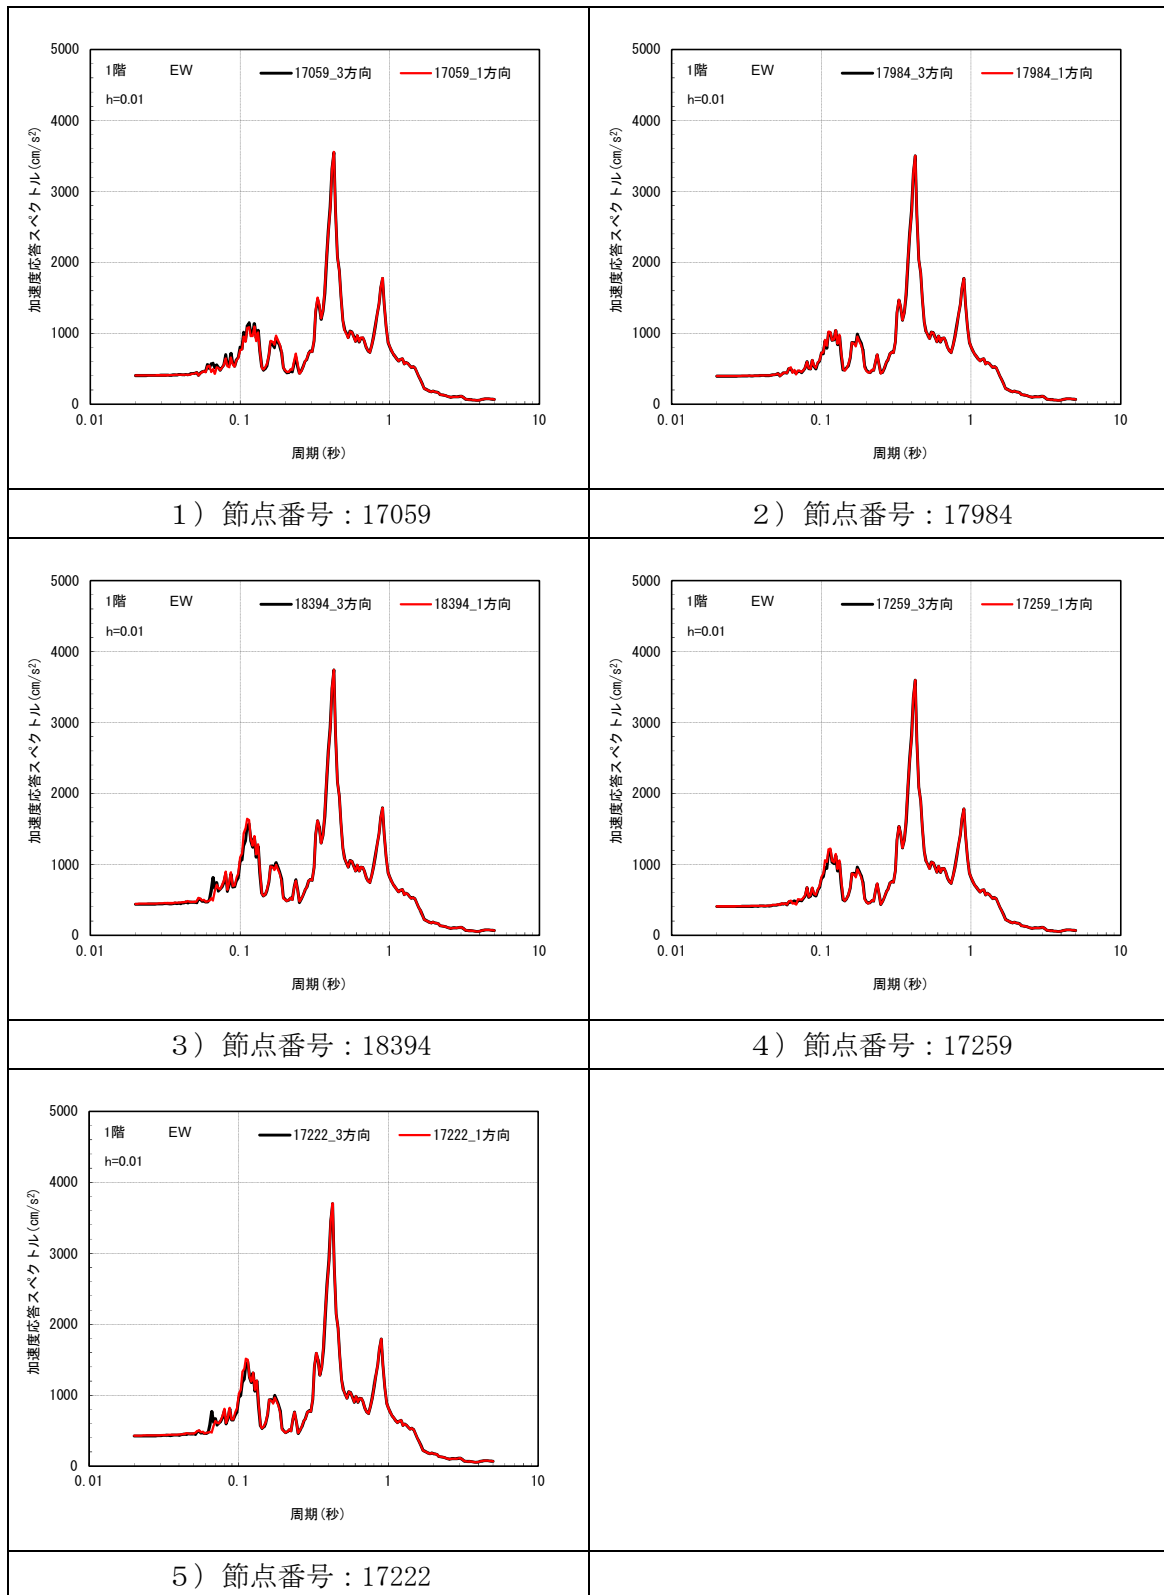 5000
4000
3000
2000
1000
0
0.01
0.1
1
10
1階 EW
17059_3方向
17059_1方向
h=0.01
加速度応答スペクトル(cm/s²)
周期(秒)
1）節点番号：17059
5000
4000
3000
2000
1000
0
0.01
0.1
1
10
1階 EW
17984_3方向
17984_1方向
h=0.01
加速度応答スペクトル(cm/s²)
周期(秒)
2）節点番号：17984
5000
4000
3000
2000
1000
0
0.01
0.1
1
10
1階 EW
18394_3方向
18394_1方向
h=0.01
加速度応答スペクトル(cm/s²)
周期(秒)
3）節点番号：18394
5000
4000
3000
2000
1000
0
0.01
0.1
1
10
1階 EW
17259_3方向
17259_1方向
h=0.01
加速度応答スペクトル(cm/s²)
周期(秒)
4）節点番号：17259
5000
4000
3000
2000
1000
0
0.01
0.1
1
10
1階 EW
17222_3方向
17222_1方向
h=0.01
加速度応答スペクトル(cm/s²)
周期(秒)
5）節点番号：17222